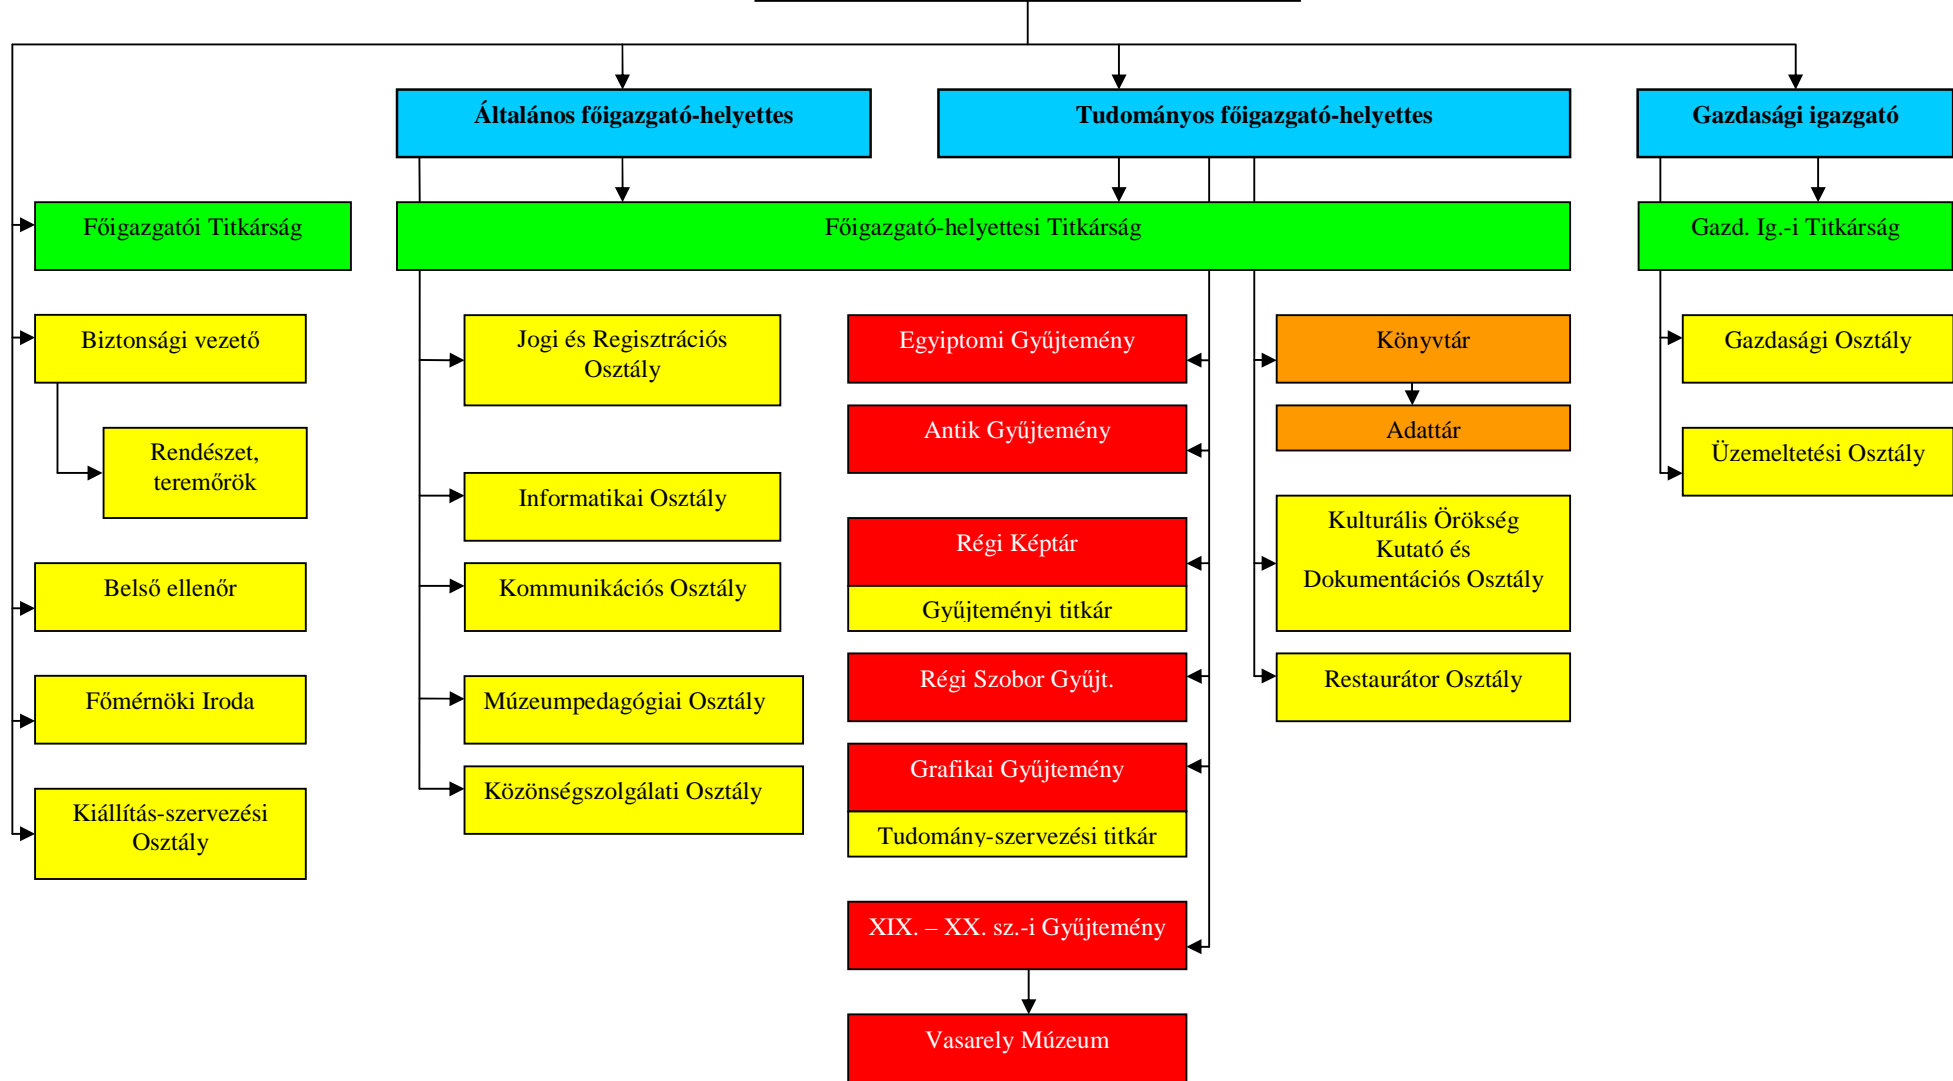 Általános főigazgató-helyettes
Tudományos főigazgató-helyettes
Gazdasági igazgató
Főigazgatói Titkárság
Főigazgató-helyettesi Titkárság
Gazd. Ig.-i Titkárság
Biztonsági vezető
Rendészet,
teremőrök
Belső ellenőr
Főmérnöki Iroda
Kiállítás-szervezési
Osztály
Jogi és Regisztrációs
Osztály
Informatikai Osztály
Kommunikációs Osztály
Múzeumpedagógiai Osztály
Közönségszolgálati Osztály
Egyiptomi Gyűjtemény
Antik Gyűjtemény
Régi Képtár
Gyűjteményi titkár
Régi Szobor Gyűjt.
Grafikai Gyűjtemény
Tudomány-szervezési titkár
XIX. – XX. sz.-i Gyűjtemény
Vasarely Múzeum
Könyvtár
Adattár
Kulturális Örökség
Kutató és
Dokumentációs Osztály
Restaurátor Osztály
Gazdasági Osztály
Üzemeltetési Osztály